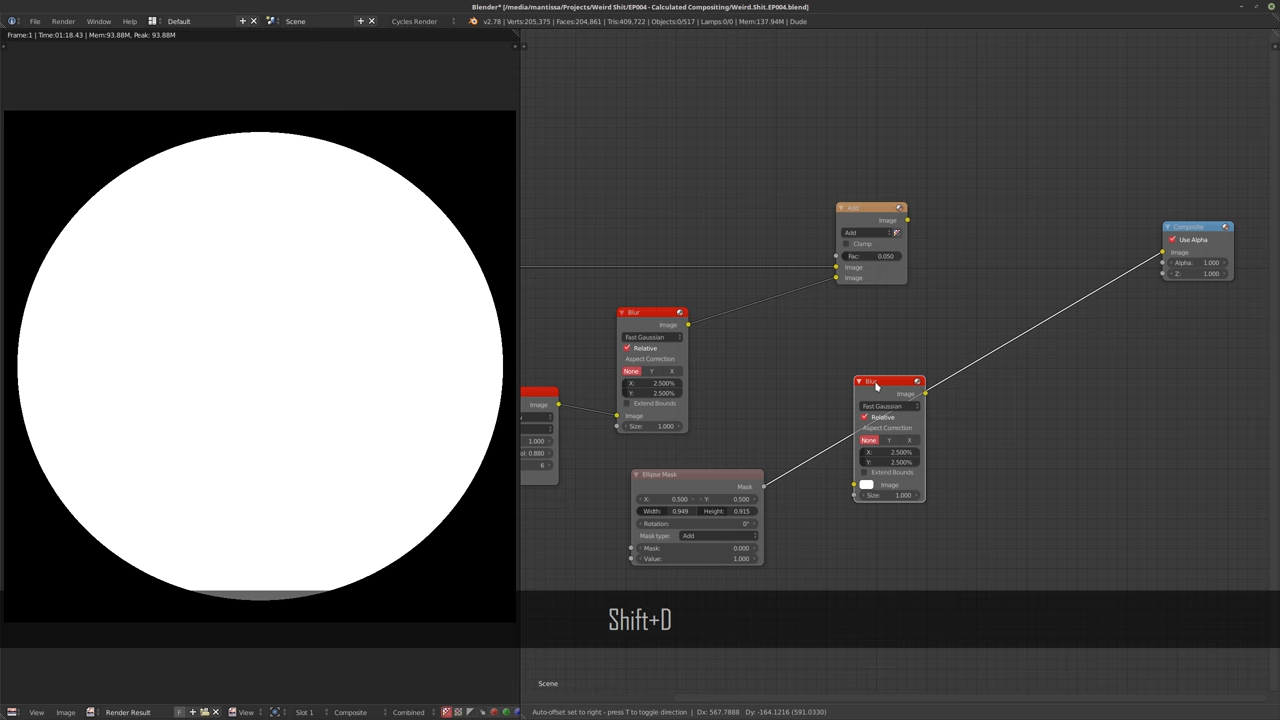 Blender* [/media/mantissa/Projects/Weird Shit/EP004 - Calculated Compositing/Weird.Shit.EP004.blend]
File Render Window Help Default Scene Cycles Render v2.78 | Verts:205,375 | Faces:204,861 | Tris:409,722 | Objects:0/517 | Lamps:0/0 | Mem:137.94M | Dude
Frame:1 | Time:01:18.43 | Mem:93.88M, Peak: 93.88M
Add
Image
Add
Clamp
Fac: 0.050
Image
Image
Composite
Use Alpha
Image
Alpha: 1.000
Z: 1.000
Blur
Image
Fast Gaussian
Relative
Aspect Correction
None Y X
X: 2.500%
Y: 2.500%
Extend Bounds
Image
Size: 1.000
Blur
Image
Fast Gaussian
Relative
Aspect Correction
None Y X
X: 2.500%
Y: 2.500%
Extend Bounds
Image
Size: 1.000
Image
1.000
0.880
6
Ellipse Mask
Mask
X: 0.500 Y: 0.500
Width: 0.949 Height: 0.915
Rotation: 0°
Mask type: Add
Mask: 0.000
Value: 1.000
Shift+D
Scene
View Image Render Result F View Slot 1 Composite Combined
Auto-offset set to right - press T to toggle direction | Dx: 567.7888 Dy: -164.1216 (591.0330)